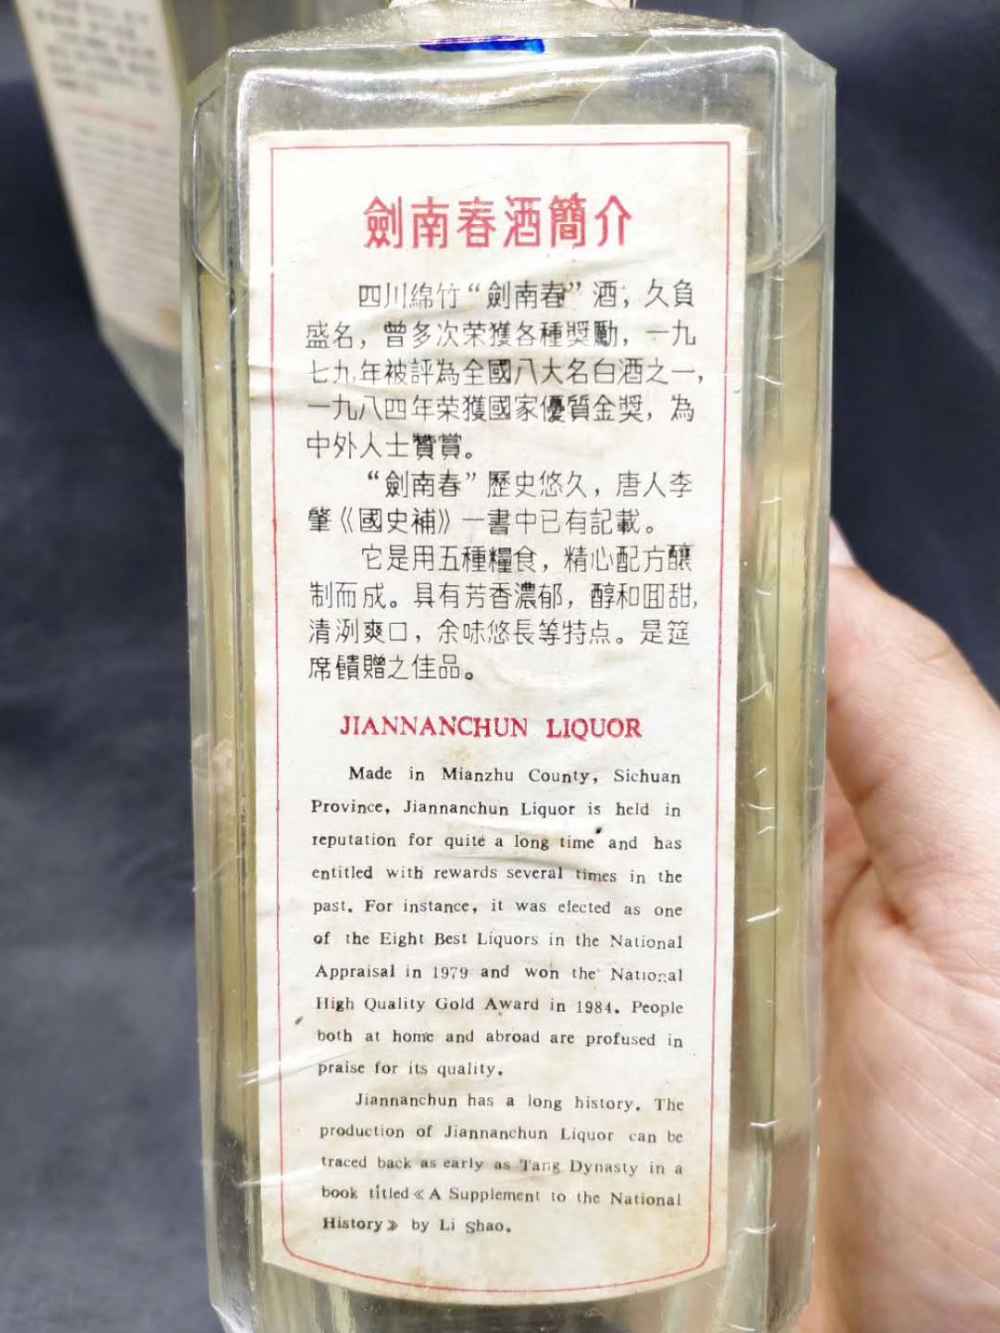 劍南春酒簡介
四川綿竹“劍南春”酒，久負
盛名，曾多次荣獲各種獎勵，一九
七九年被評為全國八大名白酒之一，
一九八四年荣獲國家優質金奖，為
中外人士贊賞。
“劍南春”歷史悠久，唐人李
肇《國史補》一書中已有記載。
它是用五種糧食，精心配方釀
制而成。具有芳香濃郁，醇和回甜，
清洌爽口，余味悠長等特点。是筵
席饋贈之佳品。
JIANNANCHUN LIQUOR
Made in Mianzhu County, Sichuan
Province, Jiannanchun Liquor is held in
reputation for quite a long time and has
entitled with rewards several times in the
past. For instance, it was elected as one
of the Eight Best Liquors in the National
Appraisal in 1979 and won the National
High Quality Gold Award in 1984. People
both at home and abroad are profused in
praise for its quality.
Jiannanchun has a long history. The
production of Jiannanchun Liquor can be
traced back as early as Tang Dynasty in a
book titled《A Supplement to the National
History》by Li Shao.